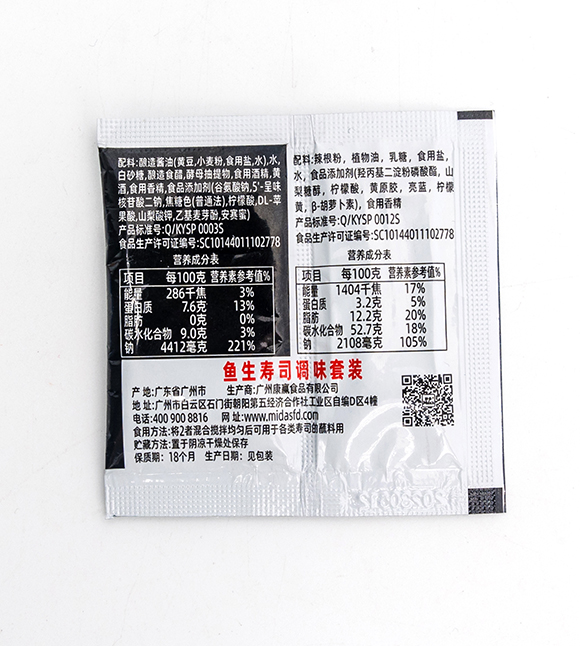 配料:酿造酱油(黄豆,小麦粉,食用盐,水),水,
白砂糖,酿造食醋,酵母抽提物,食用酒精,黄
酒,食用香精,食品添加剂(谷氨酸钠,5'-呈味
核苷酸二钠,焦糖色(普通法),柠檬酸,DL-苹
果酸,山梨酸钾,乙基麦芽酚,安赛蜜)
产品标准号:Q/KYSP 0003S
食品生产许可证编号:SC10144011102778
营养成分表
项目 每100克 营养素参考值%
能量 286千焦 3%
蛋白质 7.6克 13%
脂肪 0克 0%
碳水化合物 9.0克 3%
钠 4412毫克 221%
配料:辣根粉, 植物油, 乳糖, 食用盐,
水, 食品添加剂(羟丙基二淀粉磷酸酯, 山
梨糖醇, 柠檬酸, 黄原胶, 亮蓝, 柠檬
黄, β-胡萝卜素), 食用香精
产品标准号:Q/KYSP 0012S
食品生产许可证编号:SC10144011102778
营养成分表
项目 每100克 营养素参考值%
能量 1404千焦 17%
蛋白质 3.2克 5%
脂肪 12.2克 20%
碳水化合物 52.7克 18%
钠 2108毫克 105%
鱼生寿司调味套装
产 地:广东省广州市 生产商:广州康赢食品有限公司
地 址:广州市白云区石门街朝阳第五经济合作社工业区自编D区4幢
电话:400 900 8816 网 址:www.midasfd.com
食用方法:将2者混合搅拌均匀后可用于各类寿司的蘸料用
贮藏方法:置于阴凉干燥处保存
保质期: 18个月 生产日期: 见包装